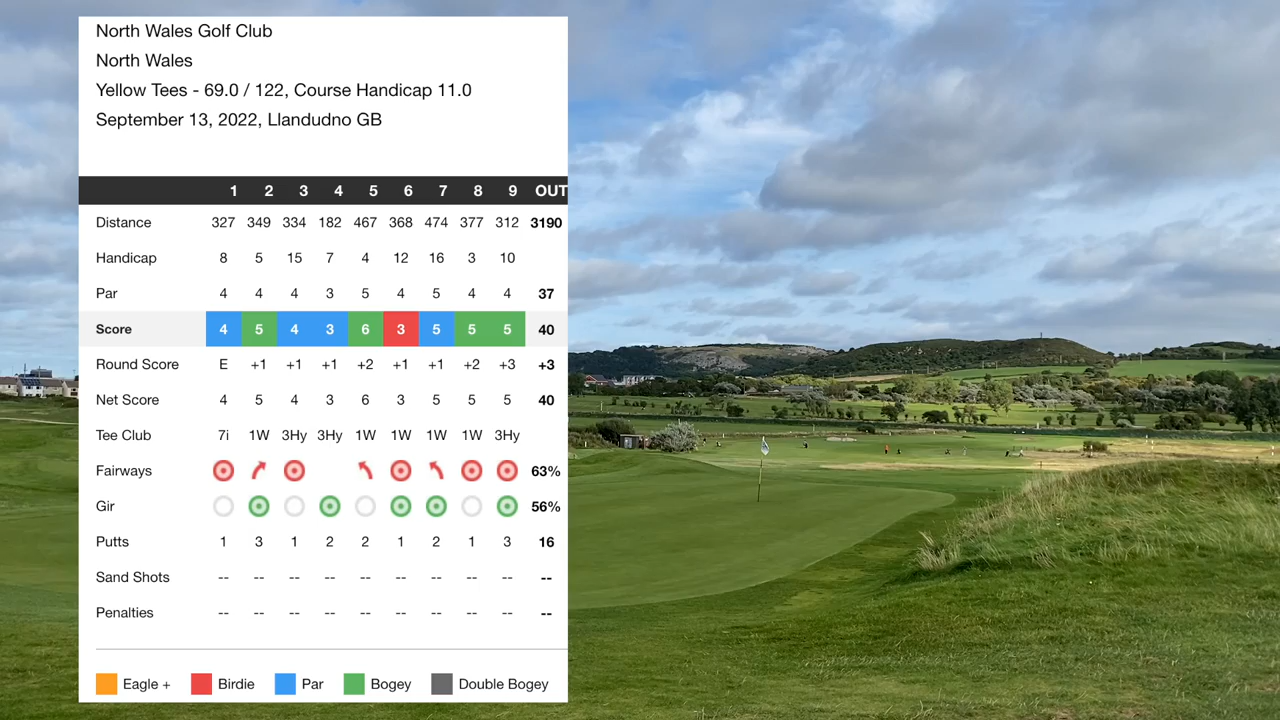 North Wales Golf Club
North Wales
Yellow Tees - 69.0 / 122, Course Handicap 11.0
September 13, 2022, Llandudno GB
1 2 3 4 5 6 7 8 9 OUT
Distance 327 349 334 182 467 368 474 377 312 3190
Handicap 8 5 15 7 4 12 16 3 10
Par 4 4 4 3 5 4 5 4 4 37
Score 4 5 4 3 6 3 5 5 5 40
Round Score E +1 +1 +1 +2 +1 +1 +2 +3 +3
Net Score 4 5 4 3 6 3 5 5 5 40
Tee Club 7i 1W 3Hy 3Hy 1W 1W 1W 1W 3Hy
Fairways 63%
Gir 56%
Putts 1 3 1 2 2 1 2 1 3 16
Sand Shots -- -- -- -- -- -- -- -- -- --
Penalties -- -- -- -- -- -- -- -- -- --
Eagle + Birdie Par Bogey Double Bogey